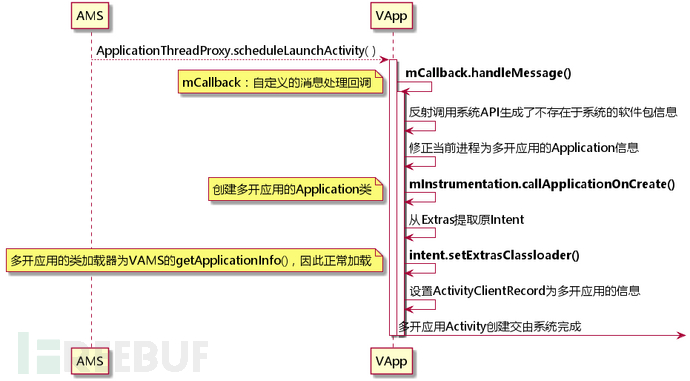 AMS
VApp
ApplicationThreadProxy.scheduleLaunchActivity( )
mCallback.handleMessage()
mCallback：自定义的消息处理回调
反射调用系统API生成了不存在于系统的软件包信息
修正当前进程为多开应用的Application信息
mInstrumentation.callApplicationOnCreate()
创建多开应用的Application类
从Extras提取原Intent
intent.setExtrasClassloader()
多开应用的类加载器为VAMS的getApplicationInfo()，因此正常加载
设置ActivityClientRecord为多开应用的信息
多开应用Activity创建交由系统完成
FREEBUF
AMS
VApp